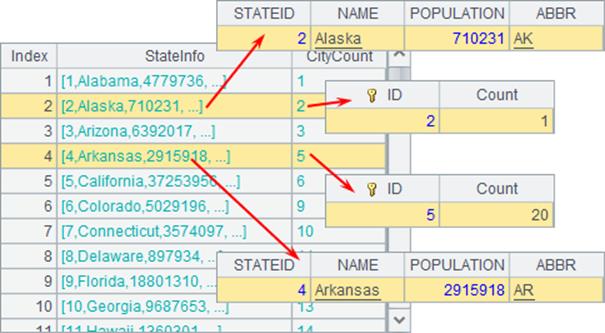 STATEID NAME POPULATION ABBR
2 Alaska 710231 AK
Index StateInfo CityCount
1 [1,Alabama,4779736, ...] 1
2 [2,Alaska,710231, ...] 2
ID Count
2 1
3 [3,Arizona,6392017, ...] 3
4 [4,Arkansas,2915918, ...] 5
5 [5,California,37253956, ...] 6
ID Count
5 20
6 [6,Colorado,5029196, ...] 9
7 [7,Connecticut,3574097, ...] 10
8 [8,Delaware,897934, ...]
STATEID NAME POPULATION ABBR
4 Arkansas 2915918 AR
9 [9,Florida,18801310, ...]
10 [10,Georgia,9687653, ...] 13
11 [11,Hawaii,1360301, ...] 14